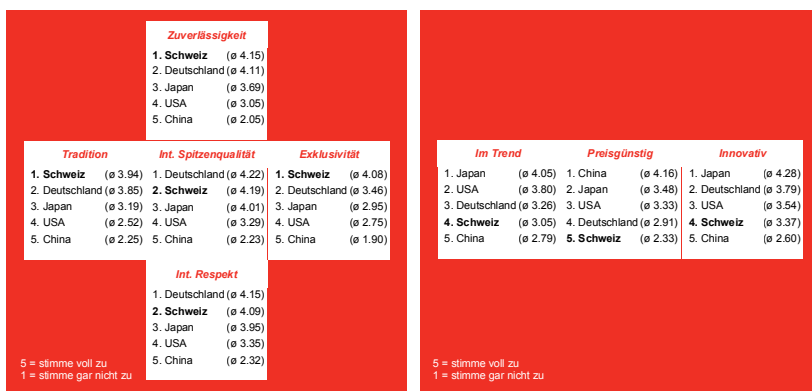 Zuverlässigkeit
1. Schweiz (ø 4.15)
2. Deutschland (ø 4.11)
3. Japan (ø 3.69)
4. USA (ø 3.05)
5. China (ø 2.05)
Tradition
1. Schweiz (ø 3.94)
2. Deutschland (ø 3.85)
3. Japan (ø 3.19)
4. USA (ø 2.52)
5. China (ø 2.25)
Int. Spitzenqualität
1. Deutschland (ø 4.22)
2. Schweiz (ø 4.19)
3. Japan (ø 4.01)
4. USA (ø 3.29)
5. China (ø 2.23)
Exklusivität
1. Schweiz (ø 4.08)
2. Deutschland (ø 3.46)
3. Japan (ø 2.95)
4. USA (ø 2.75)
5. China (ø 1.90)
Int. Respekt
1. Deutschland (ø 4.15)
2. Schweiz (ø 4.09)
3. Japan (ø 3.95)
4. USA (ø 3.35)
5. China (ø 2.32)
5 = stimme voll zu
1 = stimme gar nicht zu
Im Trend
1. Japan (ø 4.05)
2. USA (ø 3.80)
3. Deutschland (ø 3.26)
4. Schweiz (ø 3.05)
5. China (ø 2.79)
Preisgünstig
1. China (ø 4.16)
2. Japan (ø 3.48)
3. USA (ø 3.33)
4. Deutschland (ø 2.91)
5. Schweiz (ø 2.33)
Innovativ
1. Japan (ø 4.28)
2. Deutschland (ø 3.79)
3. USA (ø 3.54)
4. Schweiz (ø 3.37)
5. China (ø 2.60)
5 = stimme voll zu
1 = stimme gar nicht zu